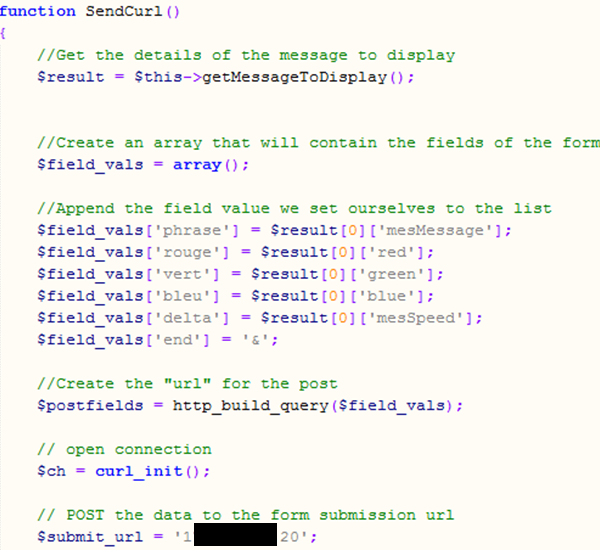 function SendCurl()
{
//Get the details of the message to display
$result = $this->getMessageToDisplay();
//Create an array that will contain the fields of the form
$field_vals = array();
//Append the field value we set ourselves to the list
$field_vals['phrase'] = $result[0]['mesMessage'];
$field_vals['rouge'] = $result[0]['red'];
$field_vals['vert'] = $result[0]['green'];
$field_vals['bleu'] = $result[0]['blue'];
$field_vals['delta'] = $result[0]['mesSpeed'];
$field_vals['end'] = '&';
//Create the "url" for the post
$postfields = http_build_query($field_vals);
// open connection
$ch = curl_init();
// POST the data to the form submission url
$submit_url = '1 20';